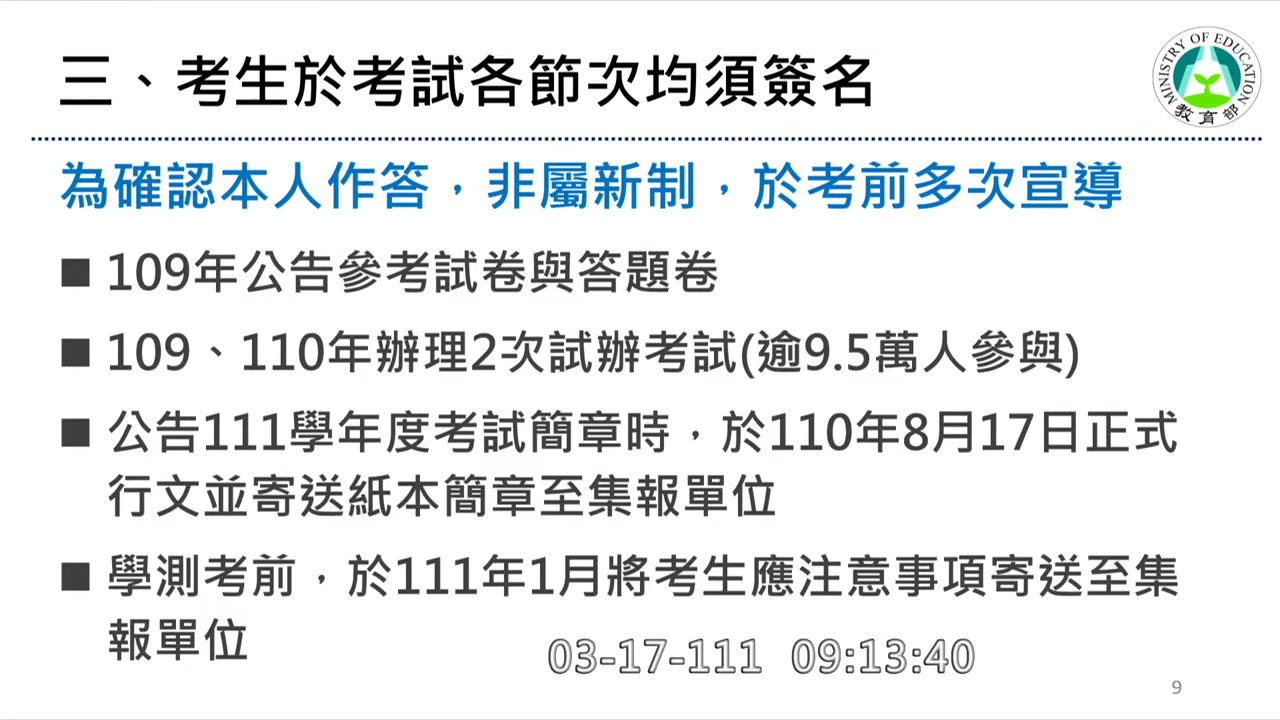 三、考生於考試各節次均須簽名
MINISTRY OF EDUCATION
教育部
為確認本人作答，非屬新制，於考前多次宣導
■ 109年公告參考試卷與答題卷
■ 109、110年辦理2次試辦考試(逾9.5萬人參與)
■ 公告111學年度考試簡章時，於110年8月17日正式
行文並寄送紙本簡章至集報單位
■ 學測考前，於111年1月將考生應注意事項寄送至集
報單位
03-17-111 09:13:40
9